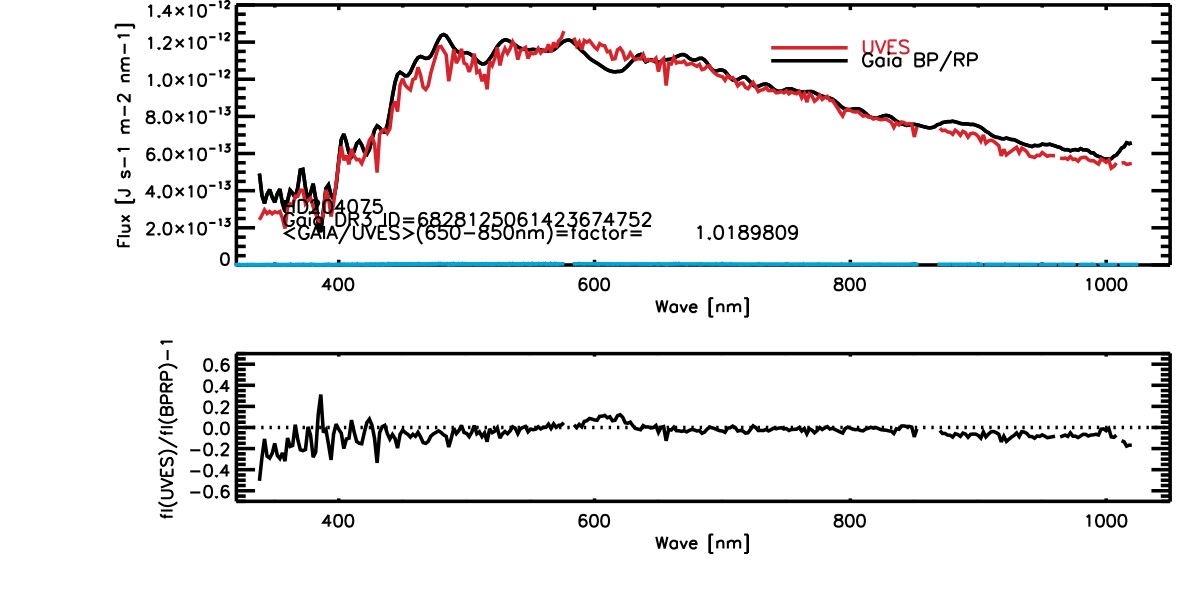 1.4×10−12
1.2×10−12
1.0×10−12
8.0×10−13
6.0×10−13
4.0×10−13
2.0×10−13
0
Flux [J s−1 m−2 nm−1]
UVES
Gaia BP/RP
HD204075
Gaia DR3 ID=6828125061423674752
<GAIA/UVES>(650−850nm)=factor= 1.0189809
400 600 800 1000
Wave [nm]
0.6
0.4
0.2
0.0
−0.2
−0.4
−0.6
fl(UVES)/fl(BPRP)−1
400 600 800 1000
Wave [nm]